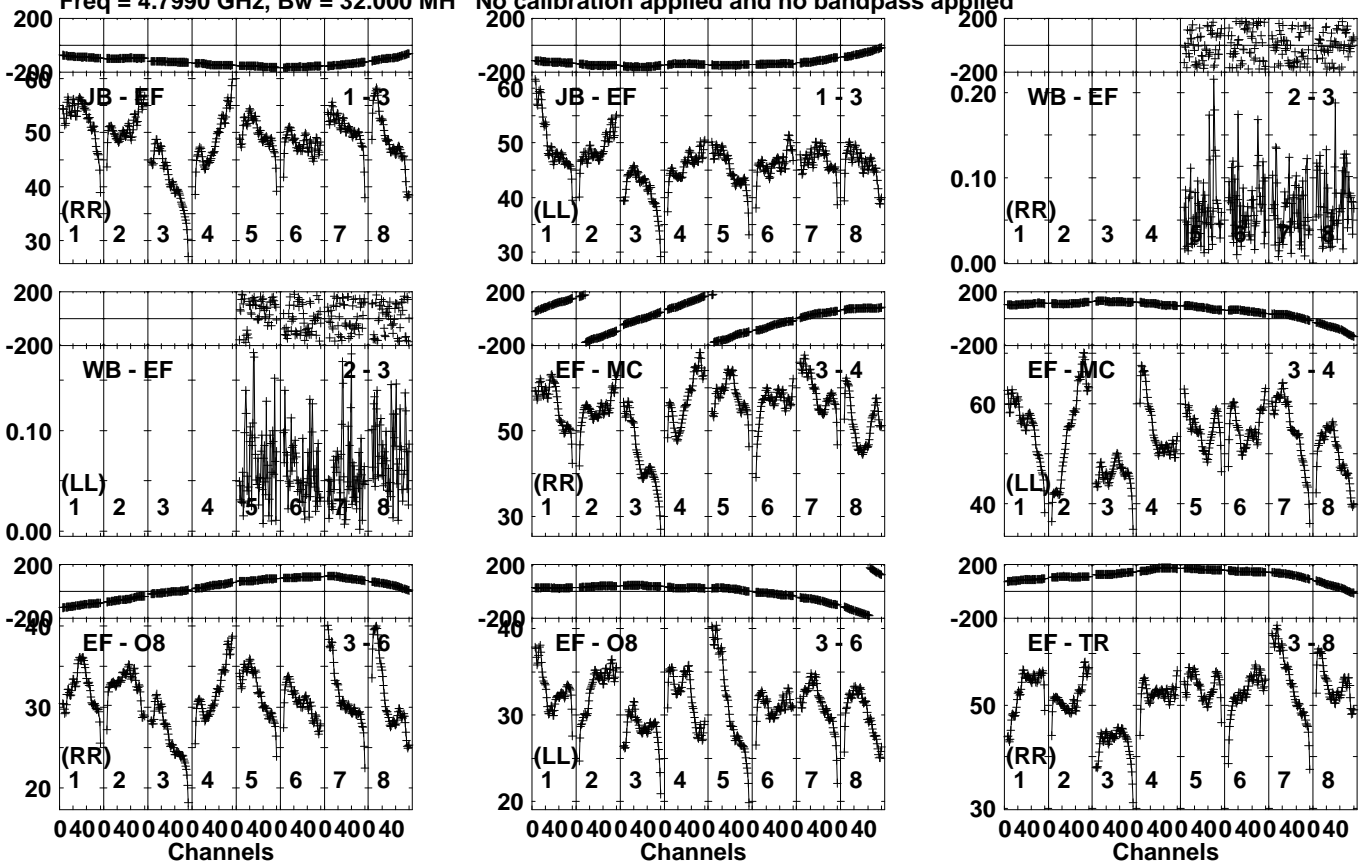 Freq = 4.7990 GHz, Bw = 32.000 MH No calibration applied and no bandpass applied
200
-200
60
50
40
30
JB - EF 1 - 3
(RR)
1 2 3 4 5 6 7 8
60
50
40
30
200
-200
JB - EF 1 - 3
(LL)
1 2 3 4 5 6 7 8
200
-200
0.20
0.10
0.00
WB - EF 2 - 3
(RR)
1 2 3 4 5 6 7 8
200
-200
0.10
0.00
WB - EF 2 - 3
(LL)
1 2 3 4 5 6 7 8
200
-200
50
30
EF - MC 3 - 4
(RR)
1 2 3 4 5 6 7 8
200
-200
60
40
EF - MC 3 - 4
(LL)
1 2 3 4 5 6 7 8
200
-200
40
30
20
EF - O8 3 - 6
(RR)
1 2 3 4 5 6 7 8
0 40 0 40 0 40 0 40 0 40 0 40 0 40 0 40
Channels
200
-200
40
30
20
EF - O8 3 - 6
(LL)
1 2 3 4 5 6 7 8
0 40 0 40 0 40 0 40 0 40 0 40 0 40 0 40
Channels
200
-200
50
30
EF - TR 3 - 8
(RR)
1 2 3 4 5 6 7 8
0 40 0 40 0 40 0 40 0 40 0 40 0 40 0 40
Channels